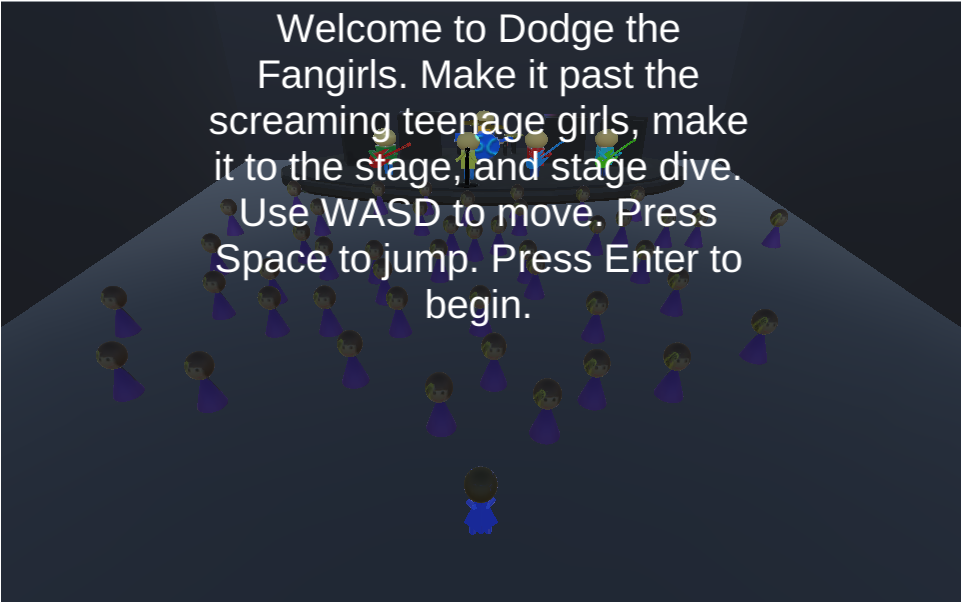 Welcome to Dodge the
Fangirls. Make it past the
screaming teenage girls, make
it to the stage, and stage dive.
Use WASD to move. Press
Space to jump. Press Enter to
begin.